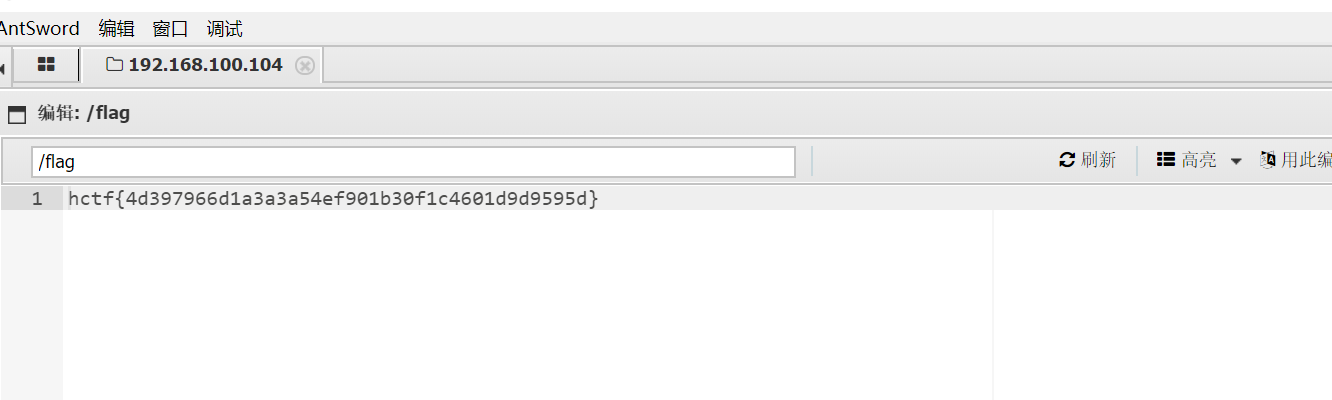 AntSword 编辑 窗口 调试
192.168.100.104
编辑: /flag
/flag 刷新 高亮 用此编
1 hctf{4d397966d1a3a3a54ef901b30f1c4601d9d9595d}